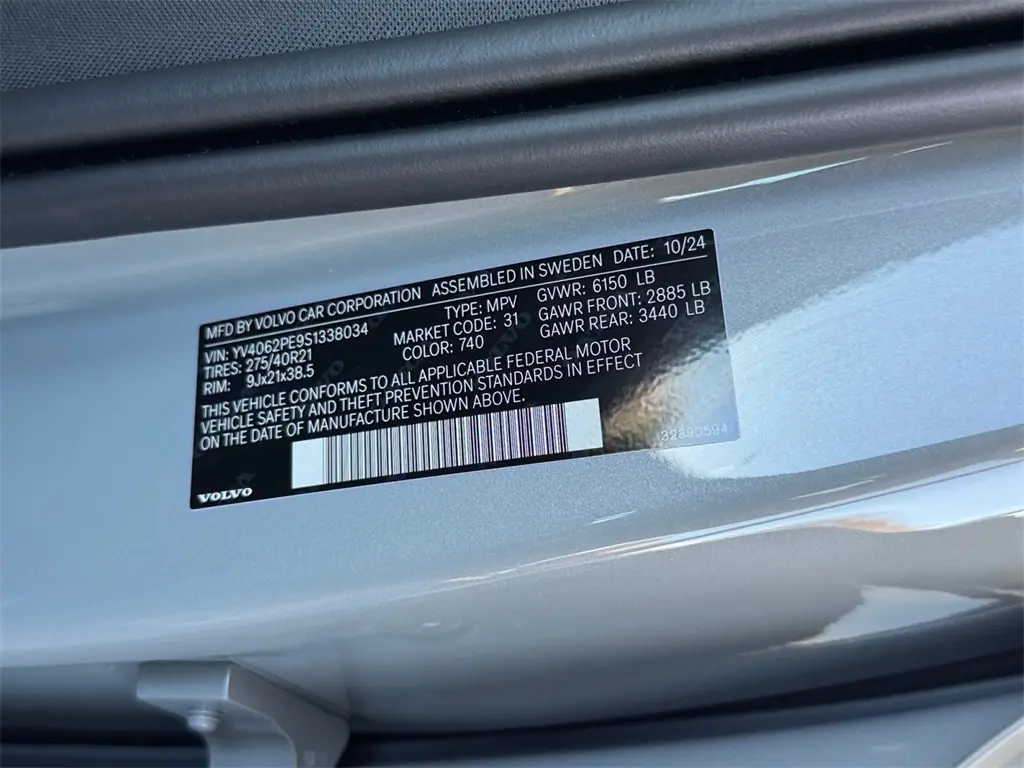 MFD BY VOLVO CAR CORPORATION ASSEMBLED IN SWEDEN DATE: 10/24
VIN: YV4062PE9S1338034 TYPE: MPV GVWR: 6150 LB
TIRES: 275/40R21 MARKET CODE: 31 GAWR FRONT: 2885 LB
RIM: 9Jx21x38.5 COLOR: 740 GAWR REAR: 3440 LB
THIS VEHICLE CONFORMS TO ALL APPLICABLE FEDERAL MOTOR
VEHICLE SAFETY AND THEFT PREVENTION STANDARDS IN EFFECT
ON THE DATE OF MANUFACTURE SHOWN ABOVE.
32890594
VOLVO